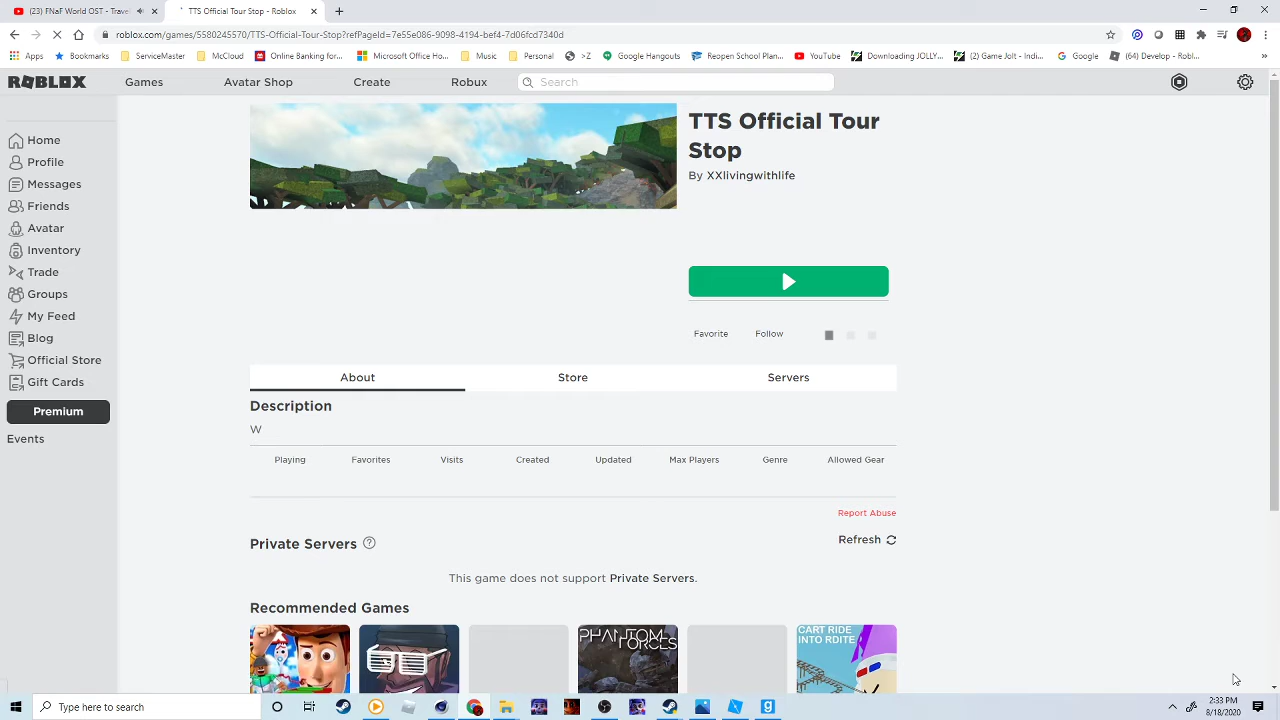 (23) FNaF World OST - Travel
TTS Official Tour Stop - Roblox
roblox.com/games/5580245570/TTS-Official-Tour-Stop?refPageId=7e55e086-9098-4194-bef4-7d06fcd7340d
Apps
Bookmarks
ServiceMaster
McCloud
Online Banking for...
Microsoft Office Ho...
Music
Personal
>Z
Google Hangouts
Reopen School Plan...
YouTube
Downloading JOLLY...
(2) Game Jolt - Indi...
Google
(64) Develop - Robl...
»
ROBLOX
Games
Avatar Shop
Create
Robux
Search
Home
Profile
Messages
Friends
Avatar
Inventory
Trade
Groups
My Feed
Blog
Official Store
Gift Cards
Premium
Events
TTS Official Tour
Stop
By XXlivingwithlife
Favorite
Follow
About
Store
Servers
Description
W
Playing
Favorites
Visits
Created
Updated
Max Players
Genre
Allowed Gear
Report Abuse
Private Servers
Refresh
This game does not support Private Servers.
Recommended Games
PHANTOM
FORCES
CART RIDE
INTO RDITE
Type here to search
2:33 PM
8/18/2020